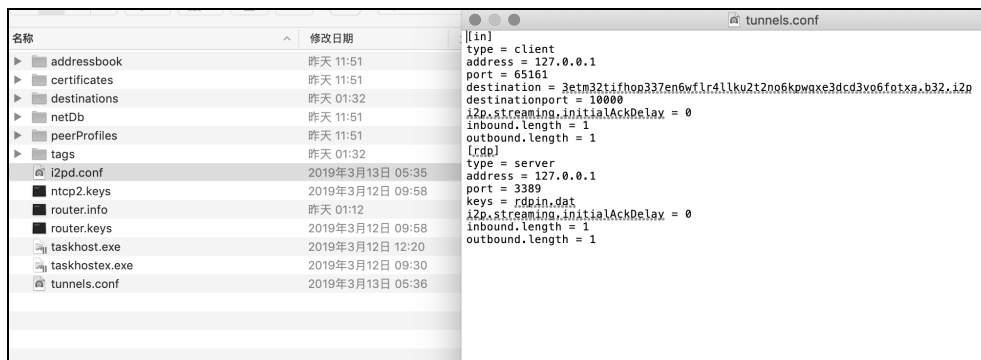 名称
修改日期
addressbook
昨天 11:51
certificates
昨天 11:51
destinations
昨天 01:32
netDb
昨天 11:51
peerProfiles
昨天 11:51
tags
昨天 01:32
i2pd.conf
2019年3月13日 05:35
ntcp2.keys
2019年3月12日 09:58
router.info
昨天 01:12
router.keys
2019年3月12日 09:58
taskhost.exe
2019年3月12日 12:20
taskhostex.exe
2019年3月12日 09:30
tunnels.conf
2019年3月13日 05:36
tunnels.conf
[in]
type = client
address = 127.0.0.1
port = 65161
destination = 3etm32tifhop337en6wflr4llku2t2no6kpwqxe3dcd3vo6fotxa.b32.i2p
destinationport = 10000
i2p.streaming.initialAckDelay = 0
inbound.length = 1
outbound.length = 1
[rdp]
type = server
address = 127.0.0.1
port = 3389
keys = rdpin.dat
i2p.streaming.initialAckDelay = 0
inbound.length = 1
outbound.length = 1